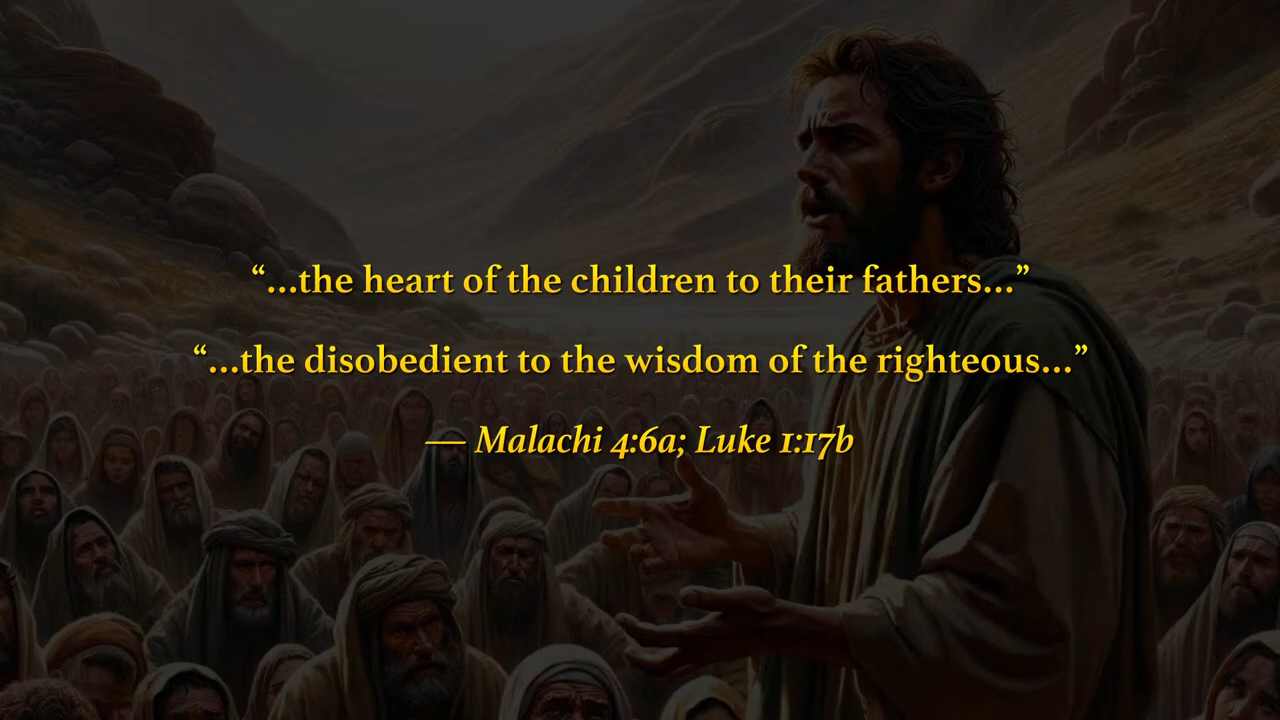 “...the heart of the children to their fathers...”
“...the disobedient to the wisdom of the righteous...”
— Malachi 4:6a; Luke 1:17b